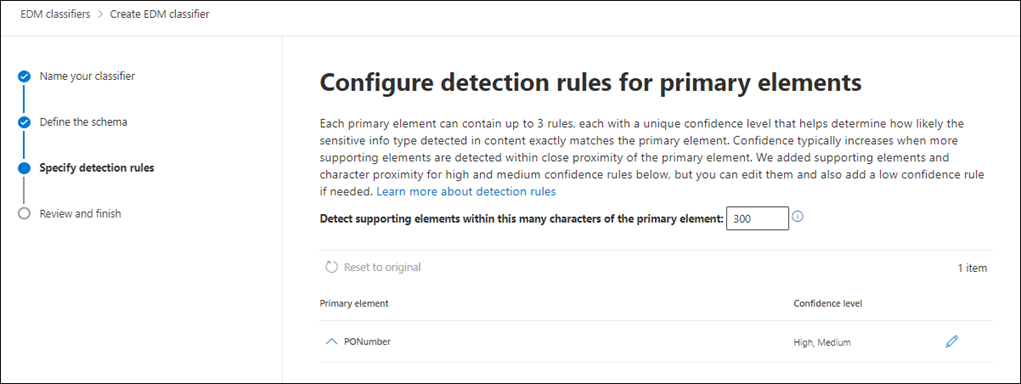 EDM classifiers > Create EDM classifier
Name your classifier
Define the schema
Specify detection rules
Review and finish
Configure detection rules for primary elements
Each primary element can contain up to 3 rules, each with a unique confidence level that helps determine how likely the
sensitive info type detected in content exactly matches the primary element. Confidence typically increases when more
supporting elements are detected within close proximity of the primary element. We added supporting elements and
character proximity for high and medium confidence rules below, but you can edit them and also add a low confidence rule
if needed. Learn more about detection rules
Detect supporting elements within this many characters of the primary element: 300
Reset to original
1 item
Primary element Confidence level
PONumber High, Medium